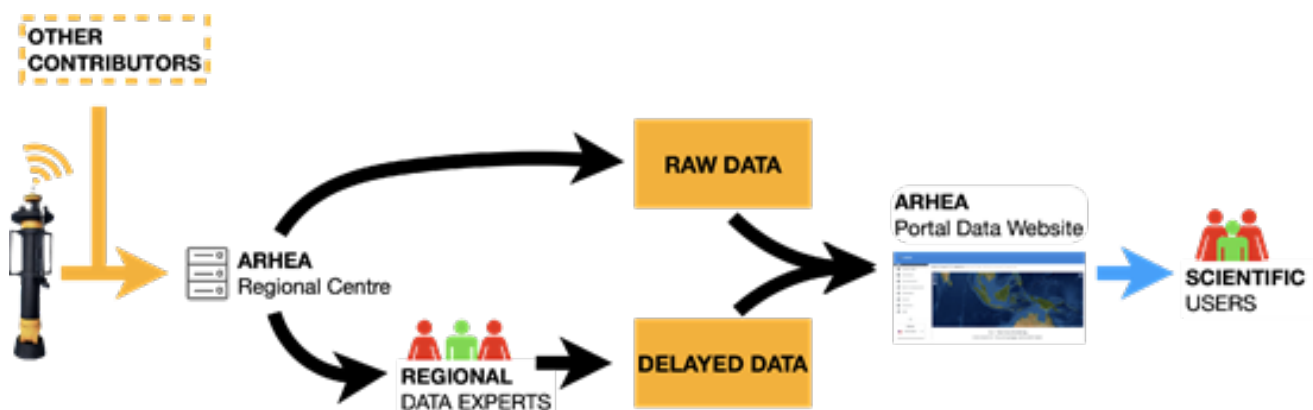 OTHER
CONTRIBUTORS
ARHEA
Regional Centre
RAW DATA
REGIONAL
DATA EXPERTS
DELAYED DATA
ARHEA
Portal Data Website
SCIENTIFIC
USERS